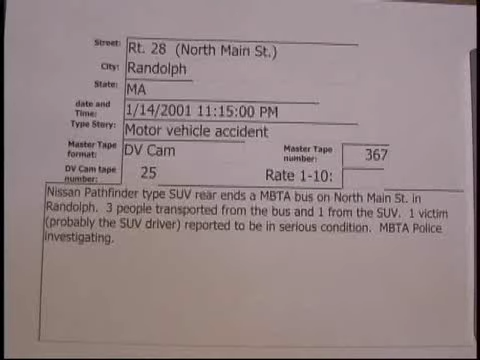 Street: Rt. 28 (North Main St.)
City: Randolph
State: MA
date and Time: 1/14/2001 11:15:00 PM
Type Story: Motor vehicle accident
Master Tape format: DV Cam Master Tape number: 367
DV Cam tape number: 25 Rate 1-10:
Nissan Pathfinder type SUV rear ends a MBTA bus on North Main St. in
Randolph. 3 people transported from the bus and 1 from the SUV. 1 victim
(probably the SUV driver) reported to be in serious condition. MBTA Police
investigating.